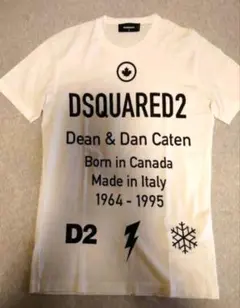 DSQUARED2
Dean & Dan Caten
Born in Canada
Made in Italy
1964 - 1995
D2